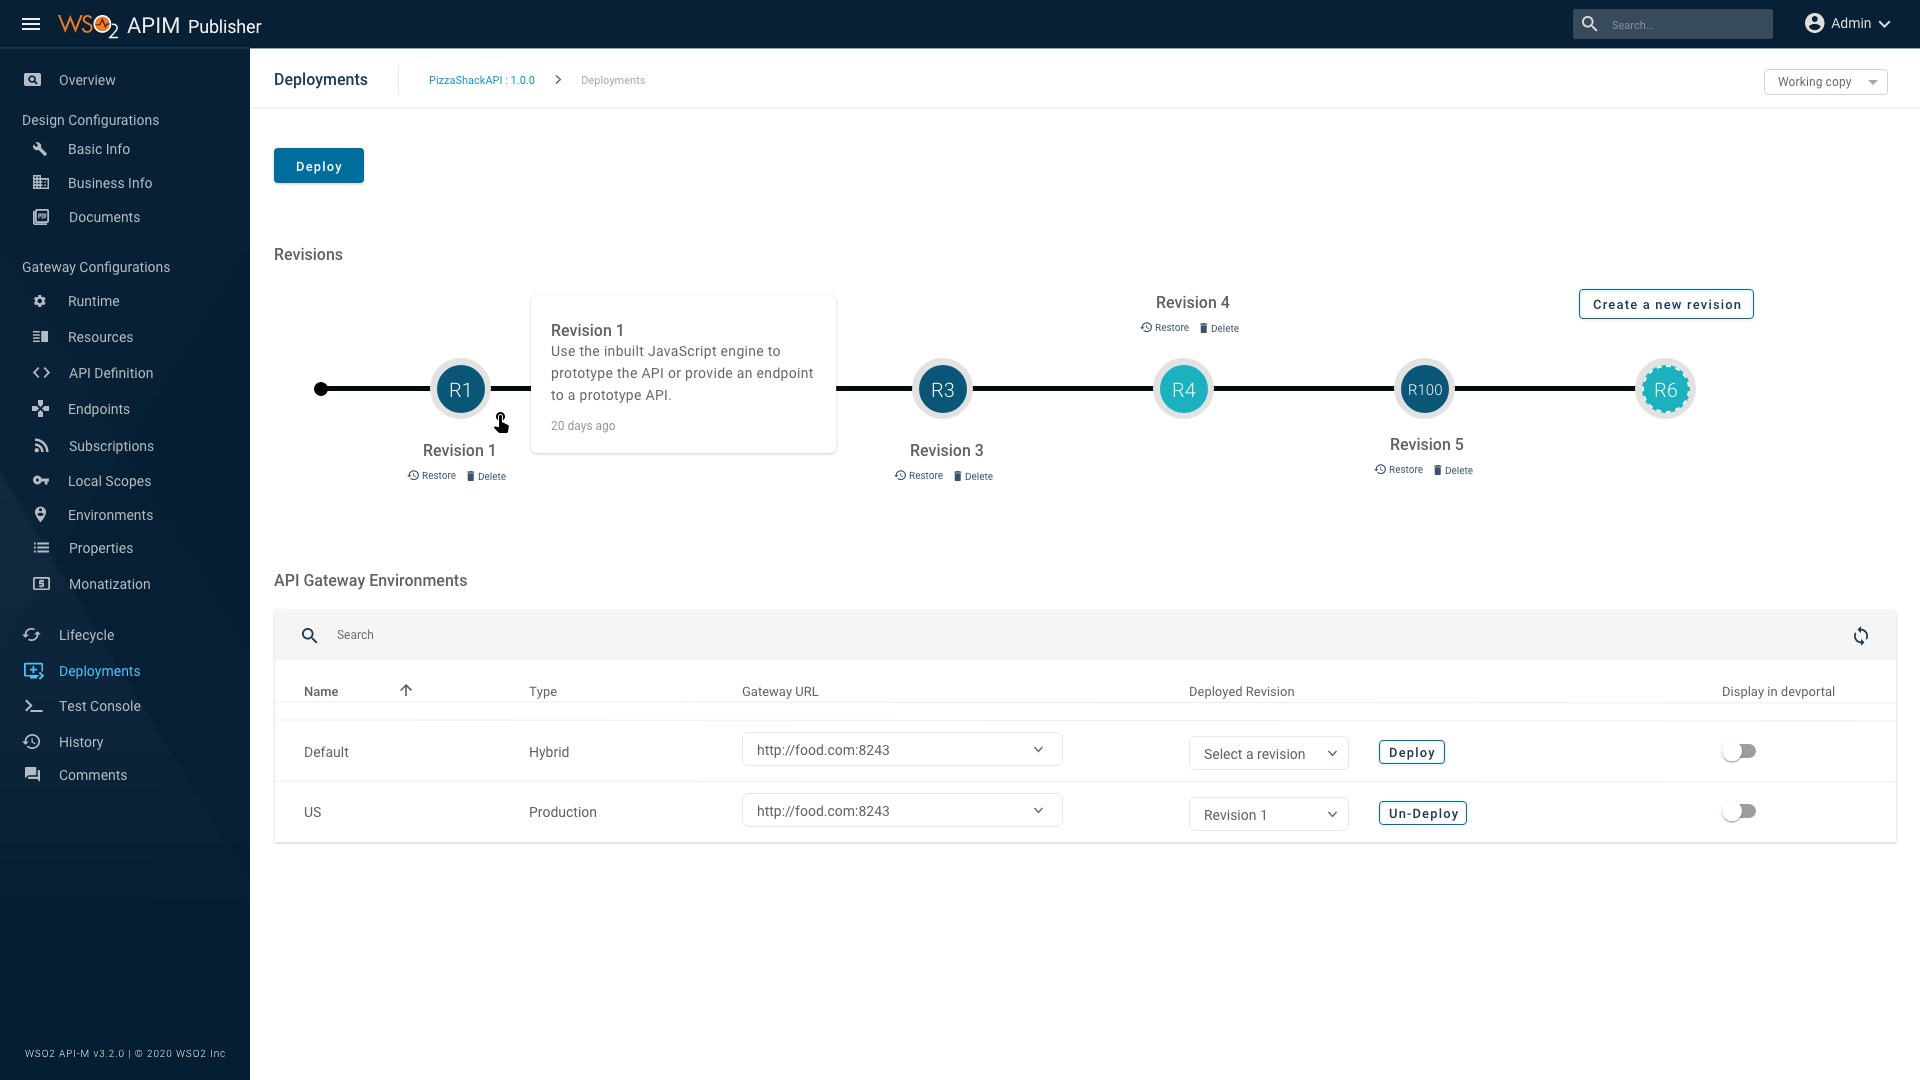 WSO2 APIM Publisher
Search...
Admin
Overview
Design Configurations
Basic Info
Business Info
Documents
Gateway Configurations
Runtime
Resources
API Definition
Endpoints
Subscriptions
Local Scopes
Environments
Properties
Monetization
Lifecycle
Deployments
Test Console
History
Comments
WSO2 API-M v3.2.0 | © 2020 WSO2 Inc
Deployments
PizzaShackAPI : 1.0.0 > Deployments
Working copy
Deploy
Revisions
Create a new revision
R1
Revision 1
Restore Delete
Revision 1
Use the inbuilt JavaScript engine to
prototype the API or provide an endpoint
to a prototype API.
20 days ago
R3
Revision 3
Restore Delete
Revision 4
Restore Delete
R4
R100
Revision 5
Restore Delete
R6
API Gateway Environments
Search
Name Type Gateway URL Deployed Revision Display in devportal
Default Hybrid http://food.com:8243 Select a revision Deploy
US Production http://food.com:8243 Revision 1 Un-Deploy